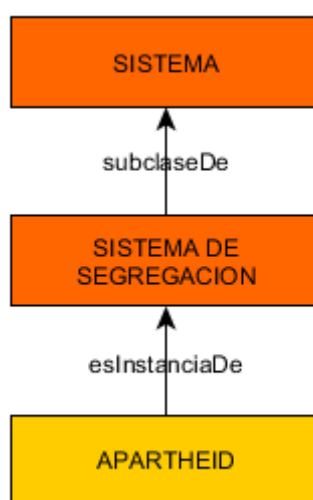 SISTEMA
subclaseDe
SISTEMA DE
SEGREGACION
esInstanciaDe
APARTHEID